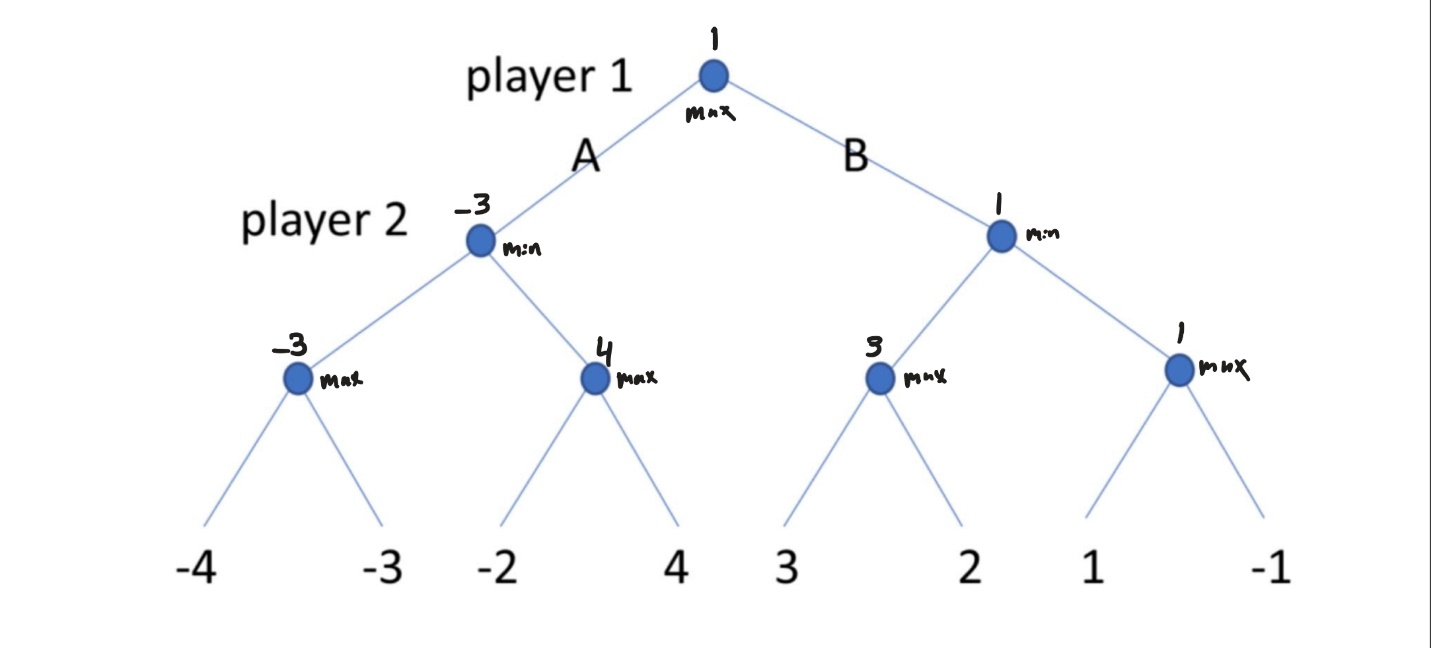 1
player 1
max
A B
player 2 -3 1
min min
-3 4 3 1
max max max max
-4 -3 -2 4 3 2 1 -1